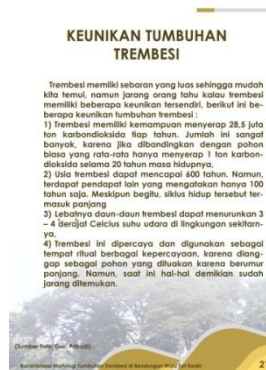 KEUNIKAN TUMBUHAN
TREMBESI
Trembesi memliki sebaran yang luas sehingga mudah
kita temui, namun jarang orang tahu kalau trembesi
memiliki beberapa keunikan tersendiri, berikut ini be-
berapa keunikan tumbuhan trembesi :
1) Trembesi memiliki kemampuan menyerap 28,5 juta
ton karbondioksida tiap tahun. Jumlah ini sangat
banyak, karena jika dibandingkan dengan pohon
biasa yang rata-rata hanya menyerap 1 ton karbon-
dioksida selama 20 tahun masa hidupnya,
2) Usia trembesi dapat mencapai 600 tahun. Namun,
terdapat pendapat lain yang mengatakan hanya 100
tahun saja. Meskipun begitu, siklus hidup tersebut ter-
masuk panjang
3) Lebatnya daun-daun trembesi dapat menurunkan 3
– 4 derajat Celcius suhu udara di lingkungan sekitarn-
ya.
4) Trembesi ini dipercaya dan digunakan sebagai
tempat ritual berbagai kepercayaan, karena diang-
gap sebagai pohon yang dituakan karena berumur
panjang. Namun, saat ini hal-hal demikian sudah
jarang ditemukan.
(Sumber Foto: Doc. Pribadi)
Karakteristik Morfologi Tumbuhan Trembesi di Bendungan Waru Turi Kediri